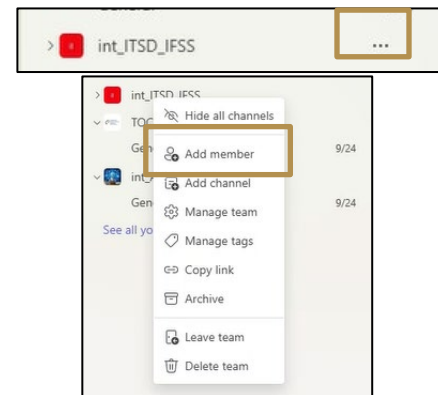 int_ITSD_IFSS
...
int_ITSD_IFSS
Hide all channels
TOC
Add member
9/24
Add channel
Manage team
9/24
See all yo
Manage tags
Copy link
Archive
Leave team
Delete team